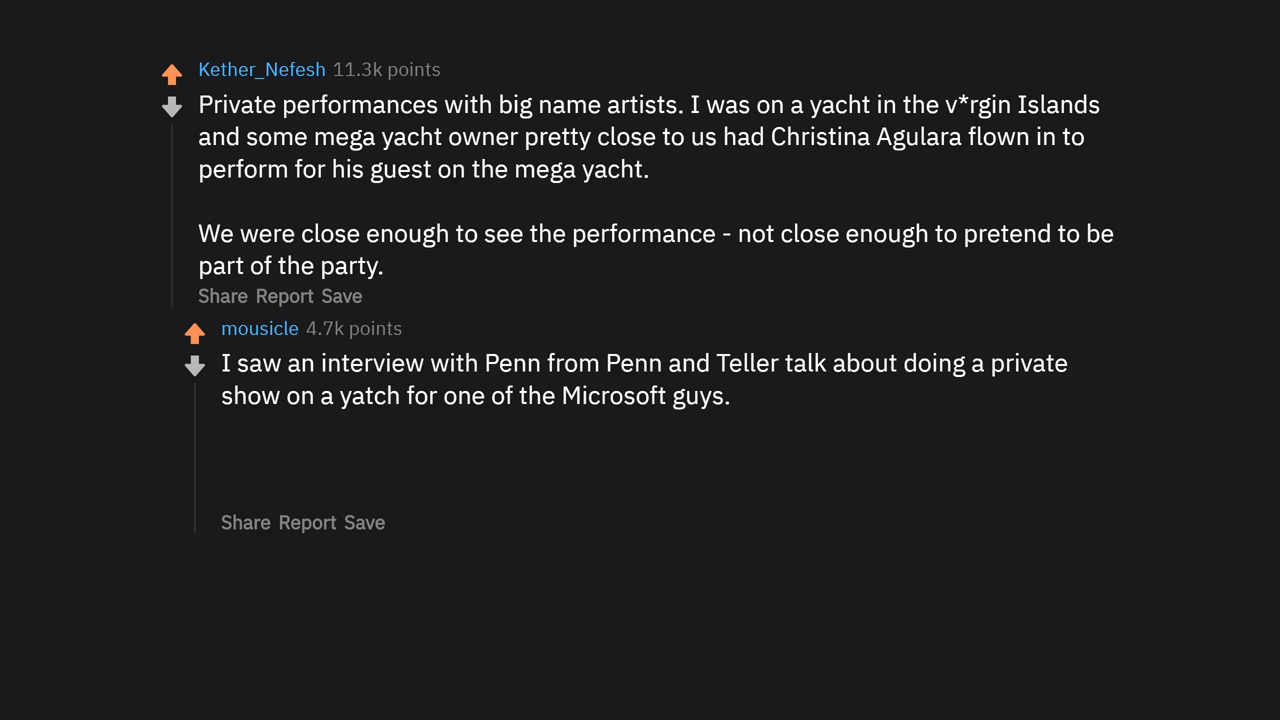 Kether_Nefesh 11.3k points
Private performances with big name artists. I was on a yacht in the v*rgin Islands
and some mega yacht owner pretty close to us had Christina Agulara flown in to
perform for his guest on the mega yacht.
We were close enough to see the performance - not close enough to pretend to be
part of the party.
Share Report Save
mousicle 4.7k points
I saw an interview with Penn from Penn and Teller talk about doing a private
show on a yatch for one of the Microsoft guys.
Share Report Save